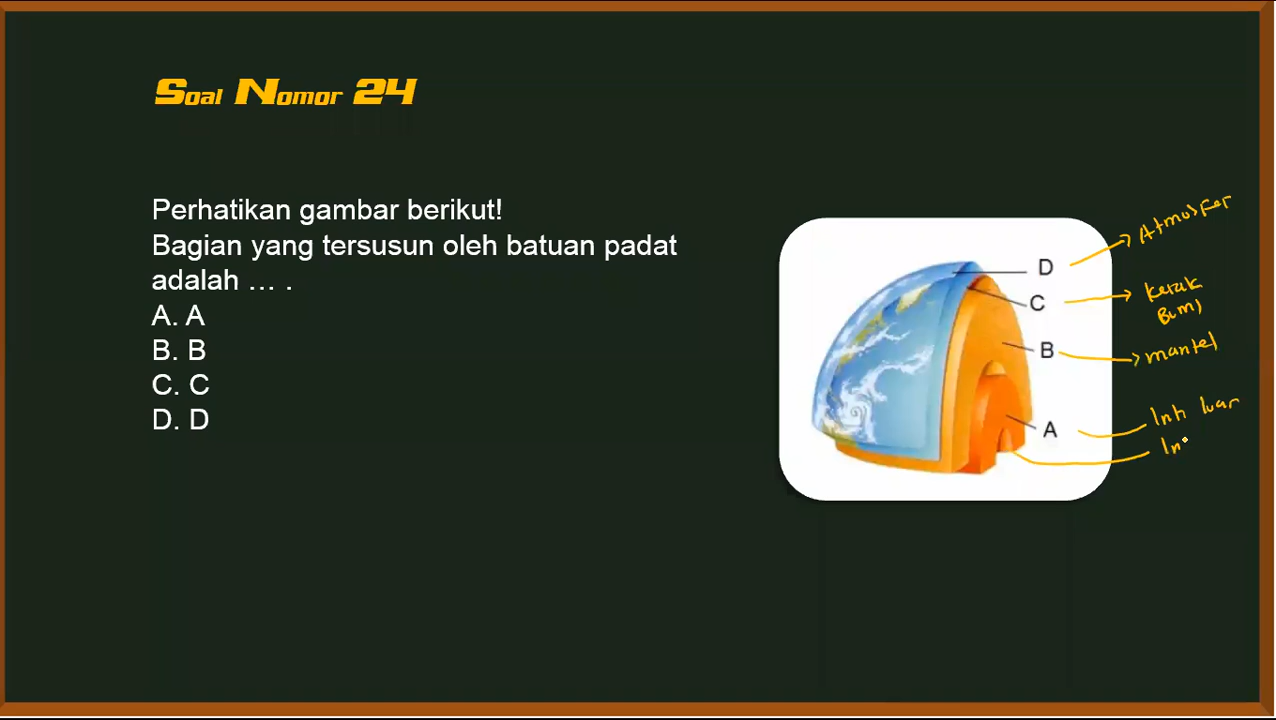 Soal Nomor 24
Perhatikan gambar berikut!
Bagian yang tersusun oleh batuan padat
adalah ... .
A. A
B. B
C. C
D. D
D
Atmosfer
C
kerak
Bumi
B
mantel
A
Inti luar
In